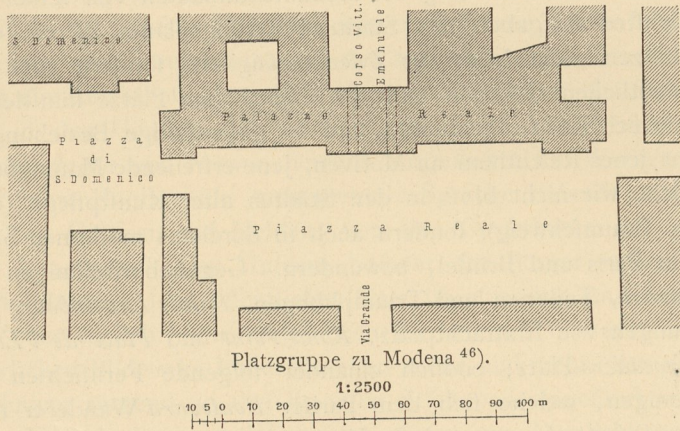 S. Domenico
Corso Vitt.
Emanuele
Palazzo Reale
Piazza
di
S. Domenico
Piazza Reale
Via Grande
Platzgruppe zu Modena 46).
1:2500
10 5 0 10 20 30 40 50 60 70 80 90 100 m